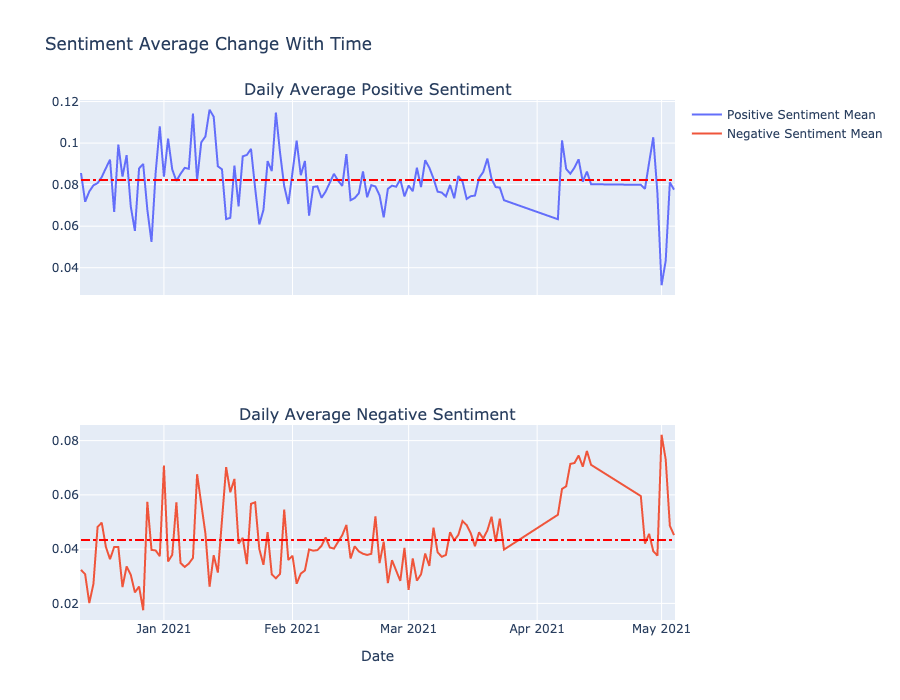 Sentiment Average Change With Time
Daily Average Positive Sentiment
0.12
0.1
0.08
0.06
0.04
Positive Sentiment Mean
Negative Sentiment Mean
Daily Average Negative Sentiment
0.08
0.06
0.04
0.02
Jan 2021 Feb 2021 Mar 2021 Apr 2021 May 2021
Date